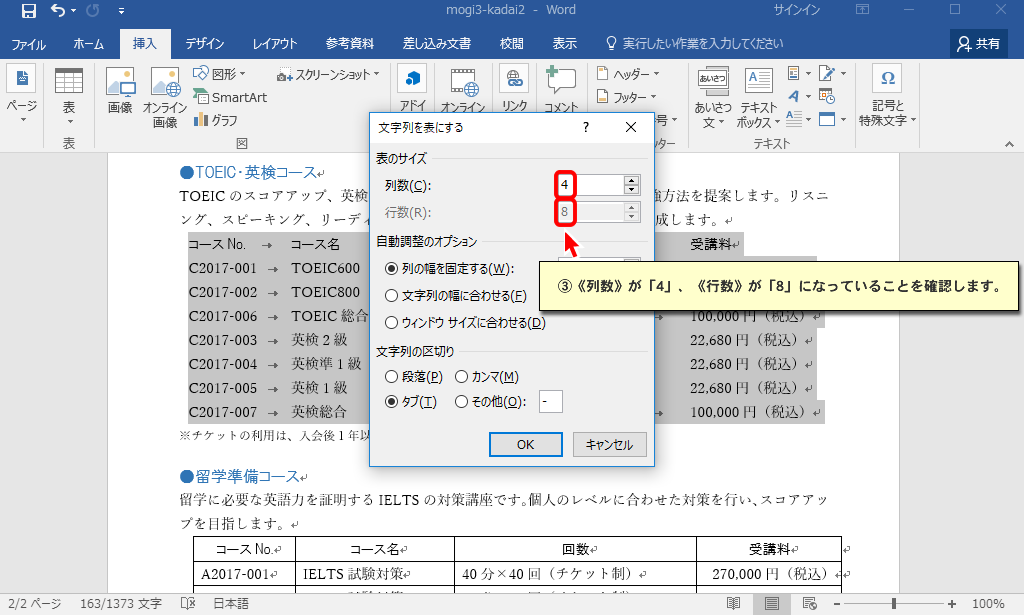 mogi3-kadai2 - Word
サインイン
ファイル ホーム 挿入 デザイン レイアウト 参考資料 差し込み文書 校閲 表示 実行したい作業を入力してください 共有
ページ
表
表
画像
オンライン
画像
図形
SmartArt
グラフ
スクリーンショット
図
アドイ
オンライン
リンク
コメント
ヘッダー
フッター
号
ター
あいさつ
あいさつ
文
テキスト
ボックス
テキスト
Ω
記号と
特殊文字
文字列を表にする ? ×
表のサイズ
列数(C): 4
行数(R): 8
自動調整のオプション
列の幅を固定する(W):
文字列の幅に合わせる(F)
ウィンドウ サイズに合わせる(D)
文字列の区切り
段落(P) カンマ(M)
タブ(T) その他(O): -
OK キャンセル
③《列数》が「4」、《行数》が「8」になっていることを確認します。
●TOEIC・英検コース
TOEIC のスコアアップ、英検 強方法を提案します。リスニ
ング、スピーキング、リーディ 成します。
コース No. → コース名 受講料
C2017-001 → TOEIC600
C2017-002 → TOEIC800
C2017-006 → TOEIC 総合 100,000 円（税込）
C2017-003 → 英検 2 級 22,680 円（税込）
C2017-004 → 英検準 1 級 22,680 円（税込）
C2017-005 → 英検 1 級 22,680 円（税込）
C2017-007 → 英検総合 100,000 円（税込）
※チケットの利用は、入会後 1 年以
●留学準備コース
留学に必要な英語力を証明する IELTS の対策講座です。個人のレベルに合わせた対策を行い、スコアアッ
プを目指します。
コース No. コース名 回数 受講料
A2017-001 IELTS 試験対策 40 分×40 回（チケット制） 270,000 円（税込）
2/2 ページ 163/1373 文字 日本語 100%